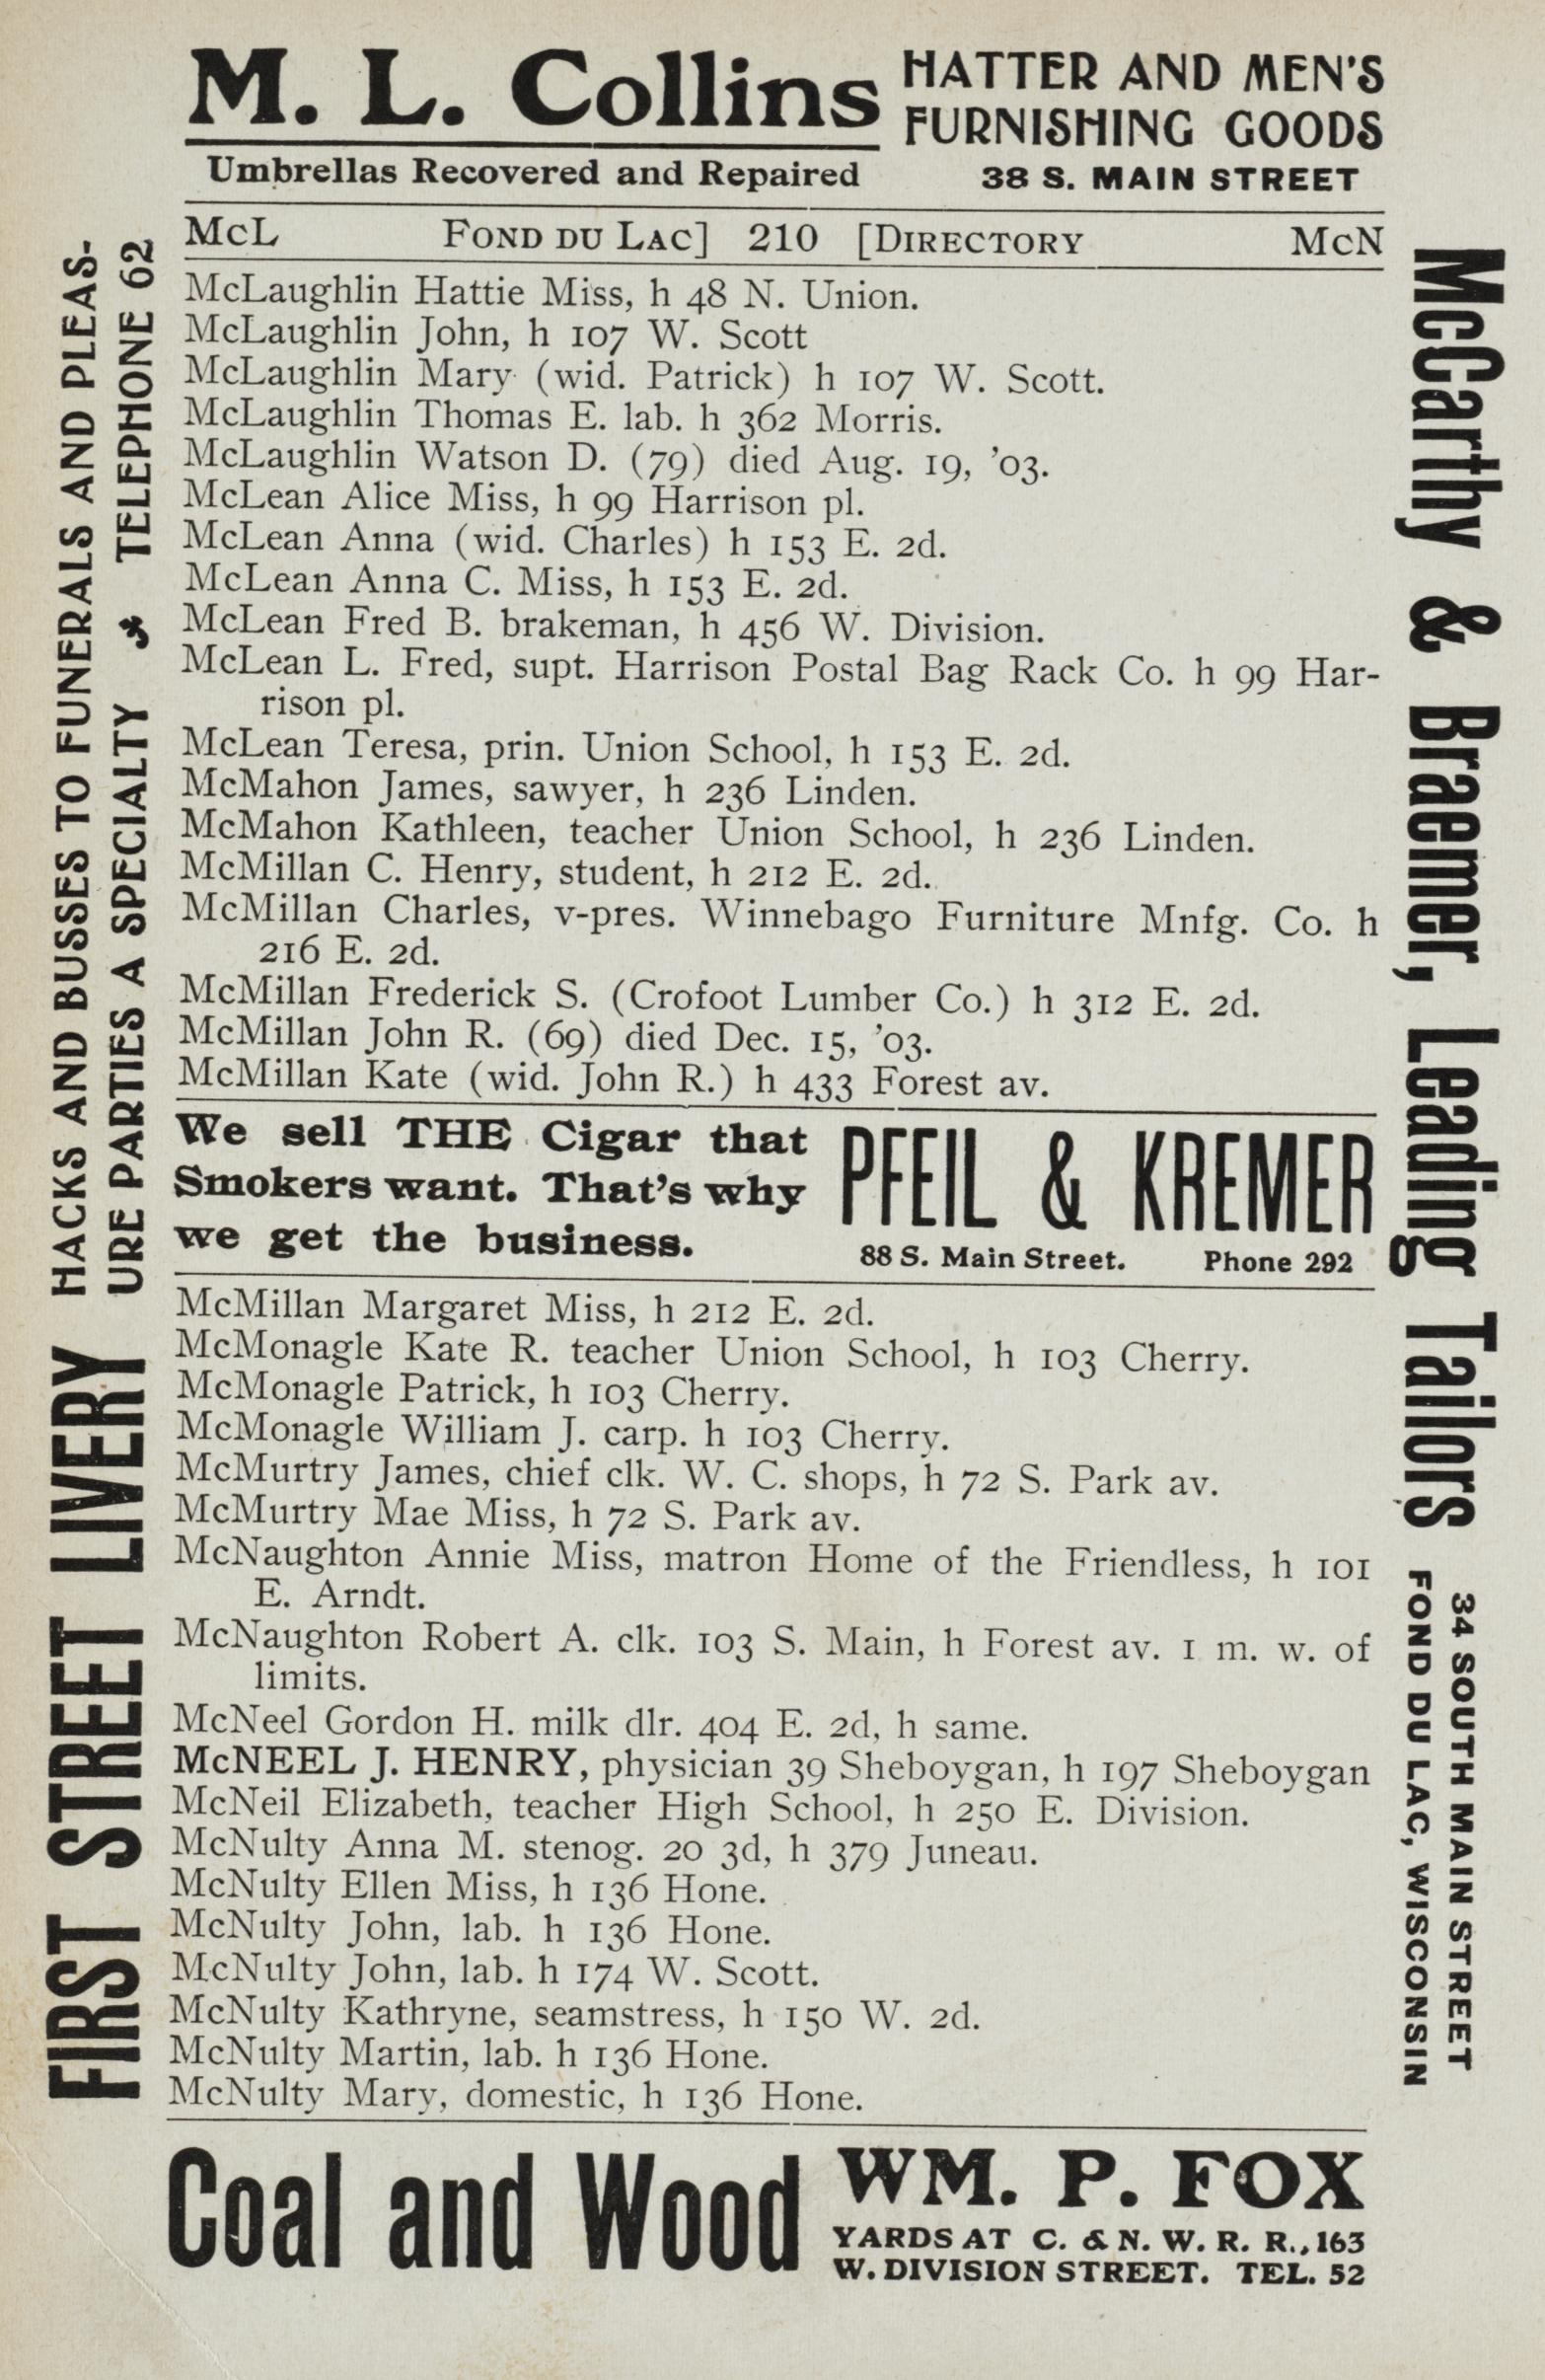 M. L. Collins
HATTER AND MEN'S
FURNISHING GOODS
Umbrellas Recovered and Repaired
38 S. MAIN STREET
McL FOND DU LAC] 210 [DIRECTORY McN
McLaughlin Hattie Miss, h 48 N. Union.
McLaughlin John, h 107 W. Scott
McLaughlin Mary (wid. Patrick) h 107 W. Scott.
McLaughlin Thomas E. lab. h 362 Morris.
McLaughlin Watson D. (79) died Aug. 19, '03.
McLean Alice Miss, h 99 Harrison pl.
McLean Anna (wid. Charles) h 153 E. 2d.
McLean Anna C. Miss, h 153 E. 2d.
McLean Fred B. brakeman, h 456 W. Division.
McLean L. Fred, supt. Harrison Postal Bag Rack Co. h 99 Har-
rison pl.
McLean Teresa, prin. Union School, h 153 E. 2d.
McMahon James, sawyer, h 236 Linden.
McMahon Kathleen, teacher Union School, h 236 Linden.
McMillan C. Henry, student, h 212 E. 2d.
McMillan Charles, v-pres. Winnebago Furniture Mnfg. Co. h
216 E. 2d.
McMillan Frederick S. (Crofoot Lumber Co.) h 312 E. 2d.
McMillan John R. (69) died Dec. 15, '03.
McMillan Kate (wid. John R.) h 433 Forest av.
We sell THE Cigar that
Smokers want. That's why
we get the business.
PFEIL & KREMER
88 S. Main Street. Phone 292
McMillan Margaret Miss, h 212 E. 2d.
McMonagle Kate R. teacher Union School, h 103 Cherry.
McMonagle Patrick, h 103 Cherry.
McMonagle William J. carp. h 103 Cherry.
McMurtry James, chief clk. W. C. shops, h 72 S. Park av.
McMurtry Mae Miss, h 72 S. Park av.
McNaughton Annie Miss, matron Home of the Friendless, h 101
E. Arndt.
McNaughton Robert A. clk. 103 S. Main, h Forest av. 1 m. w. of
limits.
McNeel Gordon H. milk dlr. 404 E. 2d, h same.
McNEEL J. HENRY, physician 39 Sheboygan, h 197 Sheboygan
McNeil Elizabeth, teacher High School, h 250 E. Division.
McNulty Anna M. stenog. 20 3d, h 379 Juneau.
McNulty Ellen Miss, h 136 Hone.
McNulty John, lab. h 136 Hone.
McNulty John, lab. h 174 W. Scott.
McNulty Kathryne, seamstress, h 150 W. 2d.
McNulty Martin, lab. h 136 Hone.
McNulty Mary, domestic, h 136 Hone.
Coal and Wood
WM. P. FOX
YARDS AT C. & N. W. R. R., 163
W. DIVISION STREET. TEL. 52
FIRST STREET LIVERY
HACKS AND BUSSES TO FUNERALS AND PLEAS-
URE PARTIES A SPECIALTY TELEPHONE 62
McCarthy & Braemer, Leading Tailors
34 SOUTH MAIN STREET
FOND DU LAC, WISCONSIN